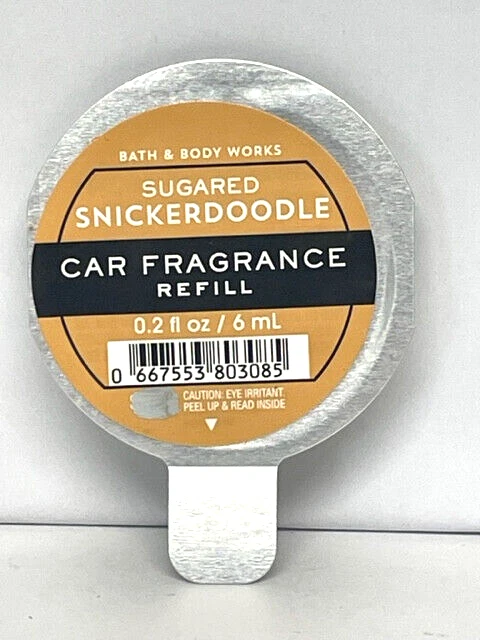 BATH & BODY WORKS
SUGARED
SNICKERDOODLE
CAR FRAGRANCE
REFILL
0.2 fl oz / 6 mL
0 667553 803085
CAUTION: EYE IRRITANT.
PEEL UP & READ INSIDE